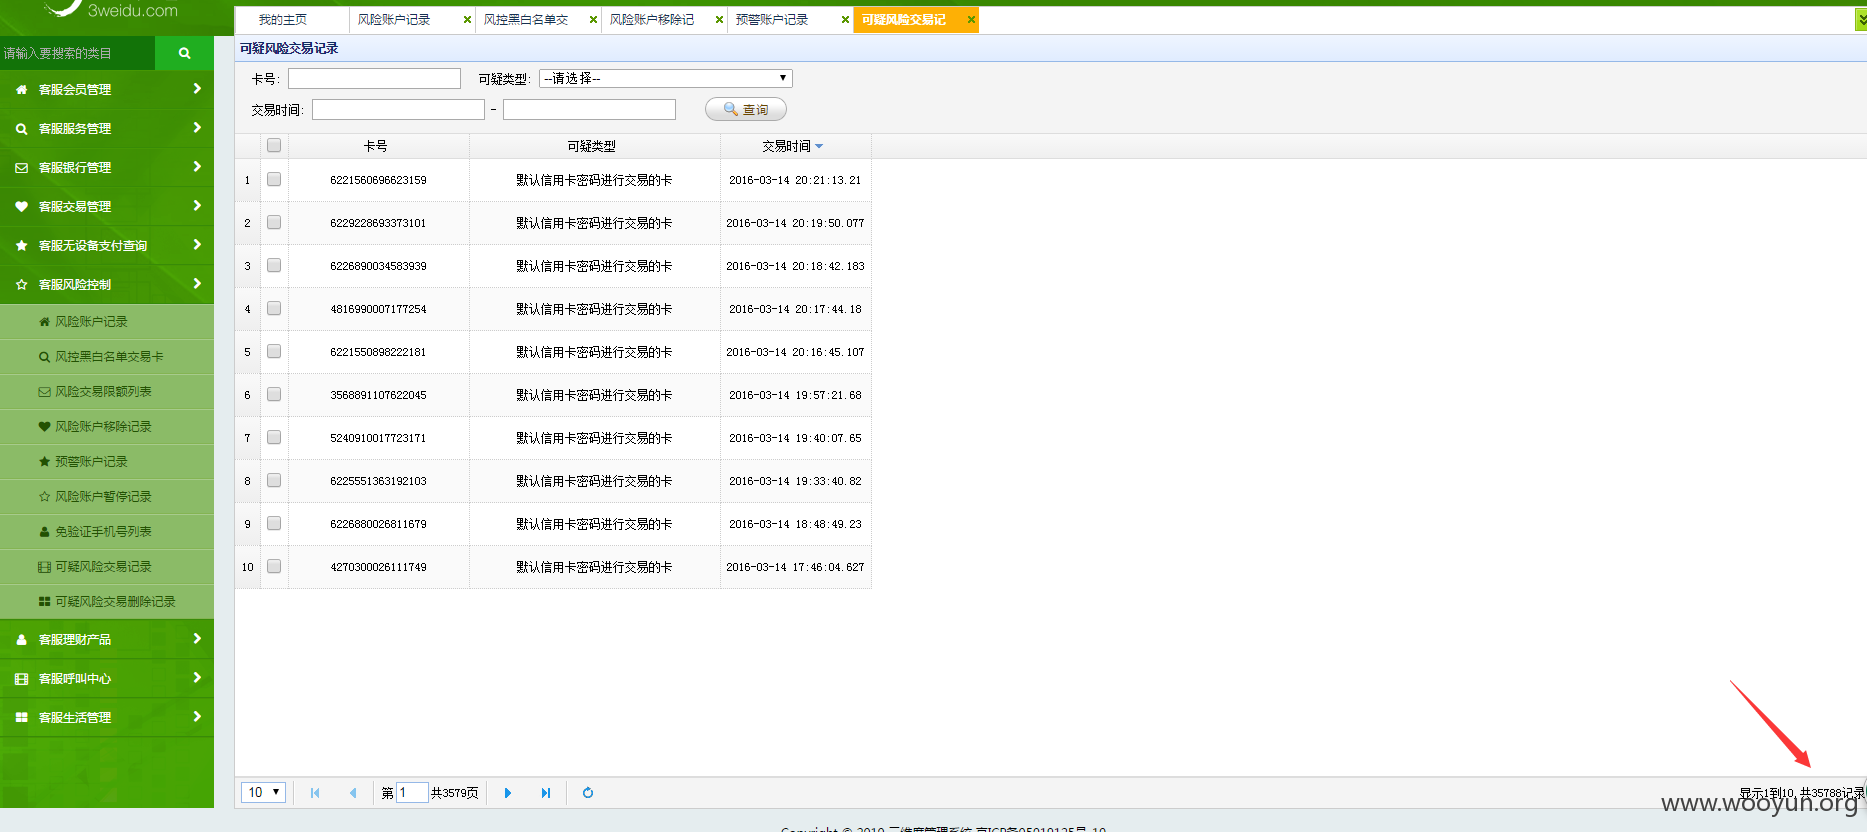 3weidu.com
请输入要搜索的类目
客服会员管理
客服服务管理
客服银行管理
客服交易管理
客服无设备支付查询
客服风险控制
风险账户记录
风控黑白名单交易卡
风险交易限额列表
风险账户移除记录
预警账户记录
风险账户暂停记录
免验证手机号列表
可疑风险交易记录
可疑风险交易删除记录
客服理财产品
客服呼叫中心
客服生活管理
我的主页 风险账户记录 风控黑白名单交 风险账户移除记 预警账户记录 可疑风险交易记
可疑风险交易记录
卡号: 可疑类型: --请选择--
交易时间: - 查询
卡号 可疑类型 交易时间
1 6221560696623159 默认信用卡密码进行交易的卡 2016-03-14 20:21:13.21
2 6229228693373101 默认信用卡密码进行交易的卡 2016-03-14 20:19:50.077
3 6226890034583939 默认信用卡密码进行交易的卡 2016-03-14 20:18:42.183
4 4816990007177254 默认信用卡密码进行交易的卡 2016-03-14 20:17:44.18
5 6221550898222181 默认信用卡密码进行交易的卡 2016-03-14 20:16:45.107
6 3568891107622045 默认信用卡密码进行交易的卡 2016-03-14 19:57:21.68
7 5240910017723171 默认信用卡密码进行交易的卡 2016-03-14 19:40:07.65
8 6225551363192103 默认信用卡密码进行交易的卡 2016-03-14 19:33:40.82
9 6226880026811679 默认信用卡密码进行交易的卡 2016-03-14 18:48:49.23
10 4270300026111749 默认信用卡密码进行交易的卡 2016-03-14 17:46:04.627
10 第 1 共3579页 显示1到10, 共35788记录
www.wooyun.org
Copyright © 2010 三维度管理系统 京ICP备05019125号-10